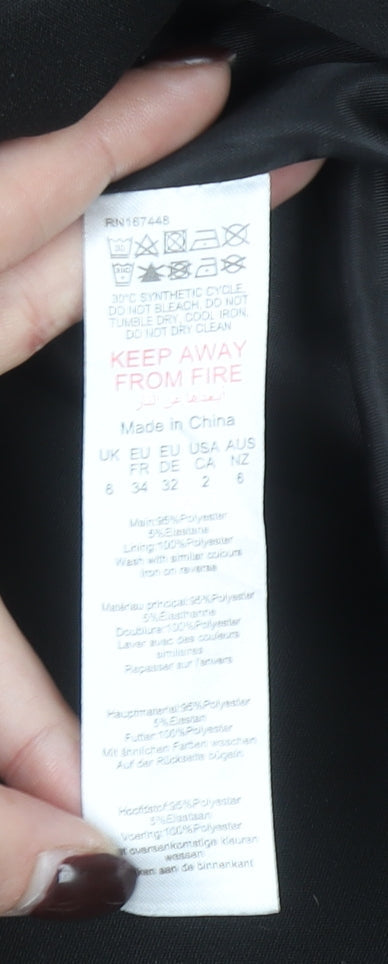 RN167448
30°C SYNTHETIC CYCLE,
DO NOT BLEACH, DO NOT
TUMBLE DRY, COOL IRON,
DO NOT DRY CLEAN
KEEP AWAY
FROM FIRE
Made in China
UK EU EU USA AUS
FR DE CA NZ
6 34 32 2 6
Main:95%Polyester
5%Elastane
Lining:100%Polyester
Wash with similar colours
Iron on reverse
Matériau principal:95%Polyester
5%Élasthanne
Doublure:100%Polyester
Laver avec des couleurs
similaires
Repasser sur l'envers
Hauptmaterial:95%Polyester
5%Elastan
Futter:100%Polyester
Mit ähnlichen Farben waschen
Auf der Rückseite bügeln
Hoofdstof:95%Polyester
5%Elastaan
Voering:100%Polyester
overeenkomstige kleuren
wassen
aan de binnenkant